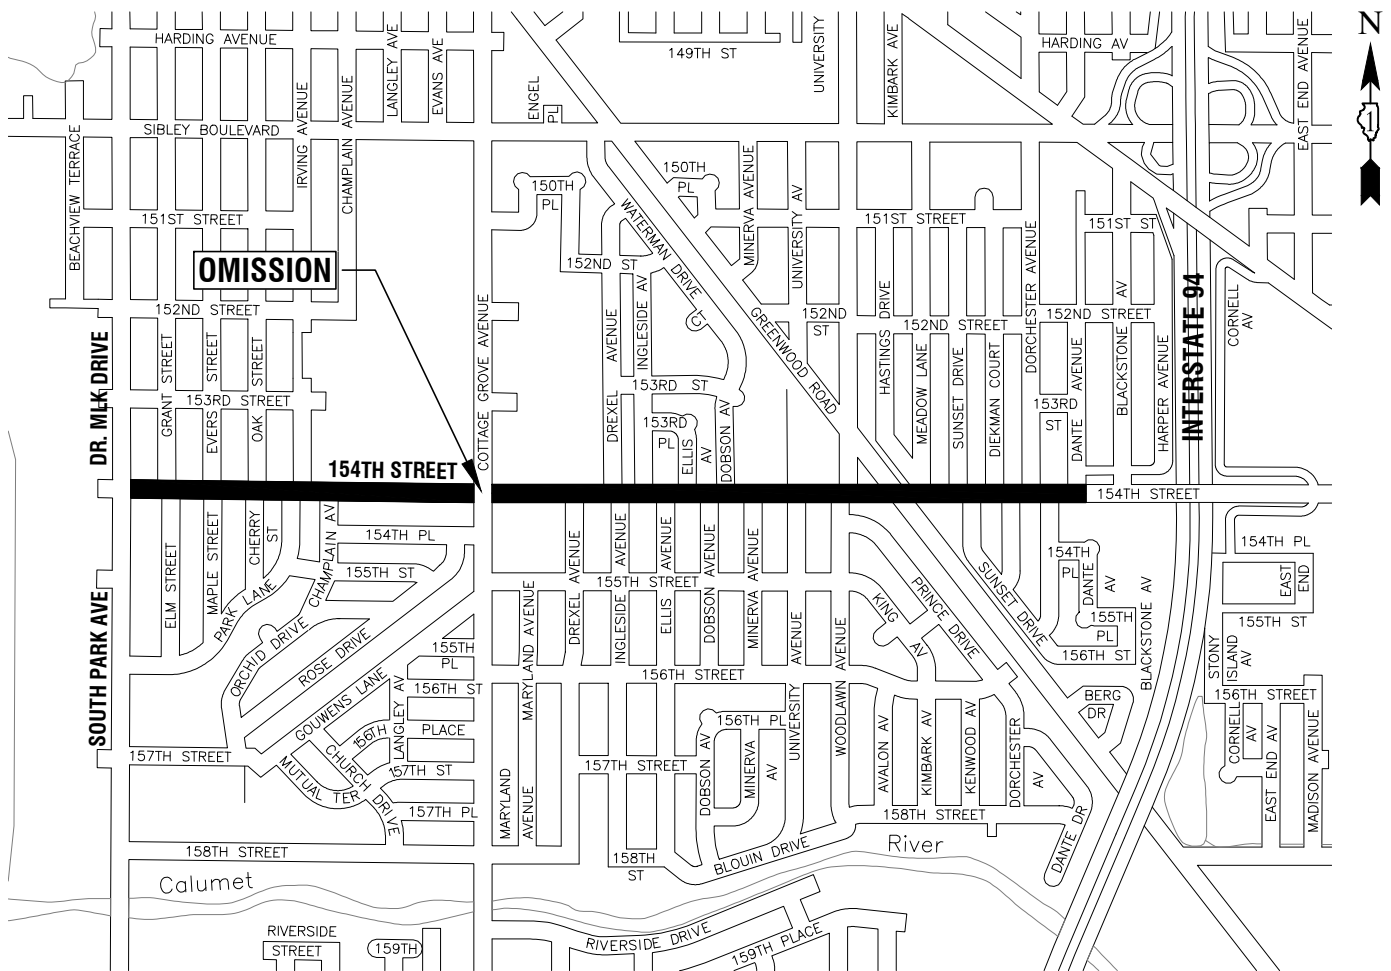 HARDING AVENUE
LANGLEY AVE
EVANS AVE
149TH ST
UNIVERSITY
KIMBARK AVE
HARDING AV
EAST END AVENUE
N
1
ENGEL
PL
SIBLEY BOULEVARD
BEACHVIEW TERRACE
IRVING AVENUE
CHAMPLAIN AVENUE
150TH
PL
150TH
PL
MINERVA AVENUE
UNIVERSITY AV
151ST STREET
151ST STREET
151ST ST
WATERMAN DRIVE
OMISSION
152ND ST
152ND STREET
COTTAGE GROVE AVENUE
DREXEL AVENUE
INGLESIDE AV
GREENWOOD ROAD
152ND
ST
HASTINGS DRIVE
152ND STREET
DORCHESTER AVENUE
152ND STREET
BLACKSTONE AV
INTERSTATE 94
CORNELL
AV
DR. MLK DRIVE
GRANT STREET
EVERS STREET
OAK STREET
153RD STREET
153RD ST
153RD
PL
ELLIS
AV
DOBSON AV
MEADOW LANE
SUNSET DRIVE
DIEKMAN COURT
153RD
ST
DANTE AVENUE
HARPER AVENUE
154TH STREET
154TH STREET
ELM STREET
MAPLE STREET
CHERRY
ST
CHAMPLAIN AV
154TH PL
155TH ST
PARK LANE
ORCHID DRIVE
ROSE DRIVE
DREXEL AVENUE
INGLESIDE AVENUE
ELLIS AVENUE
DOBSON AVENUE
MINERVA AVENUE
155TH STREET
MARYLAND AVENUE
KING AV
PRINCE DRIVE
SUNSET DRIVE
154TH
PL
DANTE
AV
155TH
PL
156TH ST
BLACKSTONE AV
154TH PL
EAST
END
155TH ST
STONY
ISLAND
AV
SOUTH PARK AVE
155TH
PL
156TH ST
GOUWENS LANE
LANGLEY AV
156TH PLACE
157TH ST
157TH PL
CHURCH DRIVE
MUTUAL TER
157TH STREET
156TH STREET
UNIVERSITY AVENUE
WOODLAWN AVENUE
156TH PL
157TH STREET
DOBSON AV
MINERVA
AV
AVALON AV
KIMBARK AV
KENWOOD AV
DORCHESTER
AV
BERG
DR
156TH STREET
CORNELL
AV
EAST END AV
MADISON AVENUE
MARYLAND
AVENUE
158TH STREET
158TH STREET
158TH
ST
BLOUIN DRIVE
DANTE DR
Calumet
River
RIVERSIDE
STREET
159TH
RIVERSIDE DRIVE
159TH PLACE